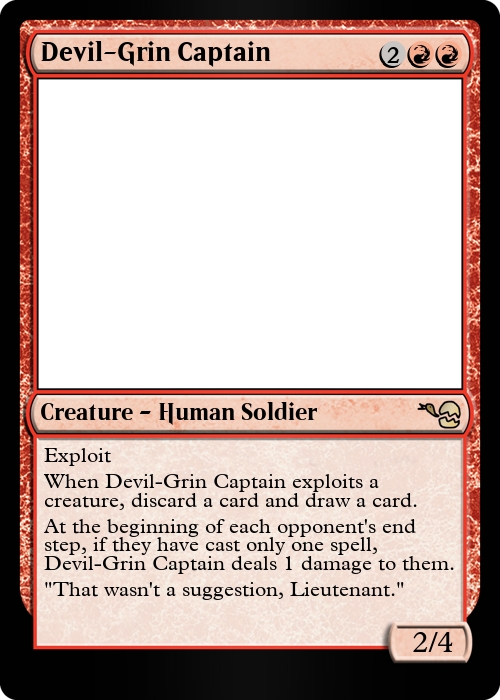 Devil-Grin Captain 2
Creature - Human Soldier
Exploit
When Devil-Grin Captain exploits a
creature, discard a card and draw a card.
At the beginning of each opponent's end
step, if they have cast only one spell,
Devil-Grin Captain deals 1 damage to them.
"That wasn't a suggestion, Lieutenant."
2/4